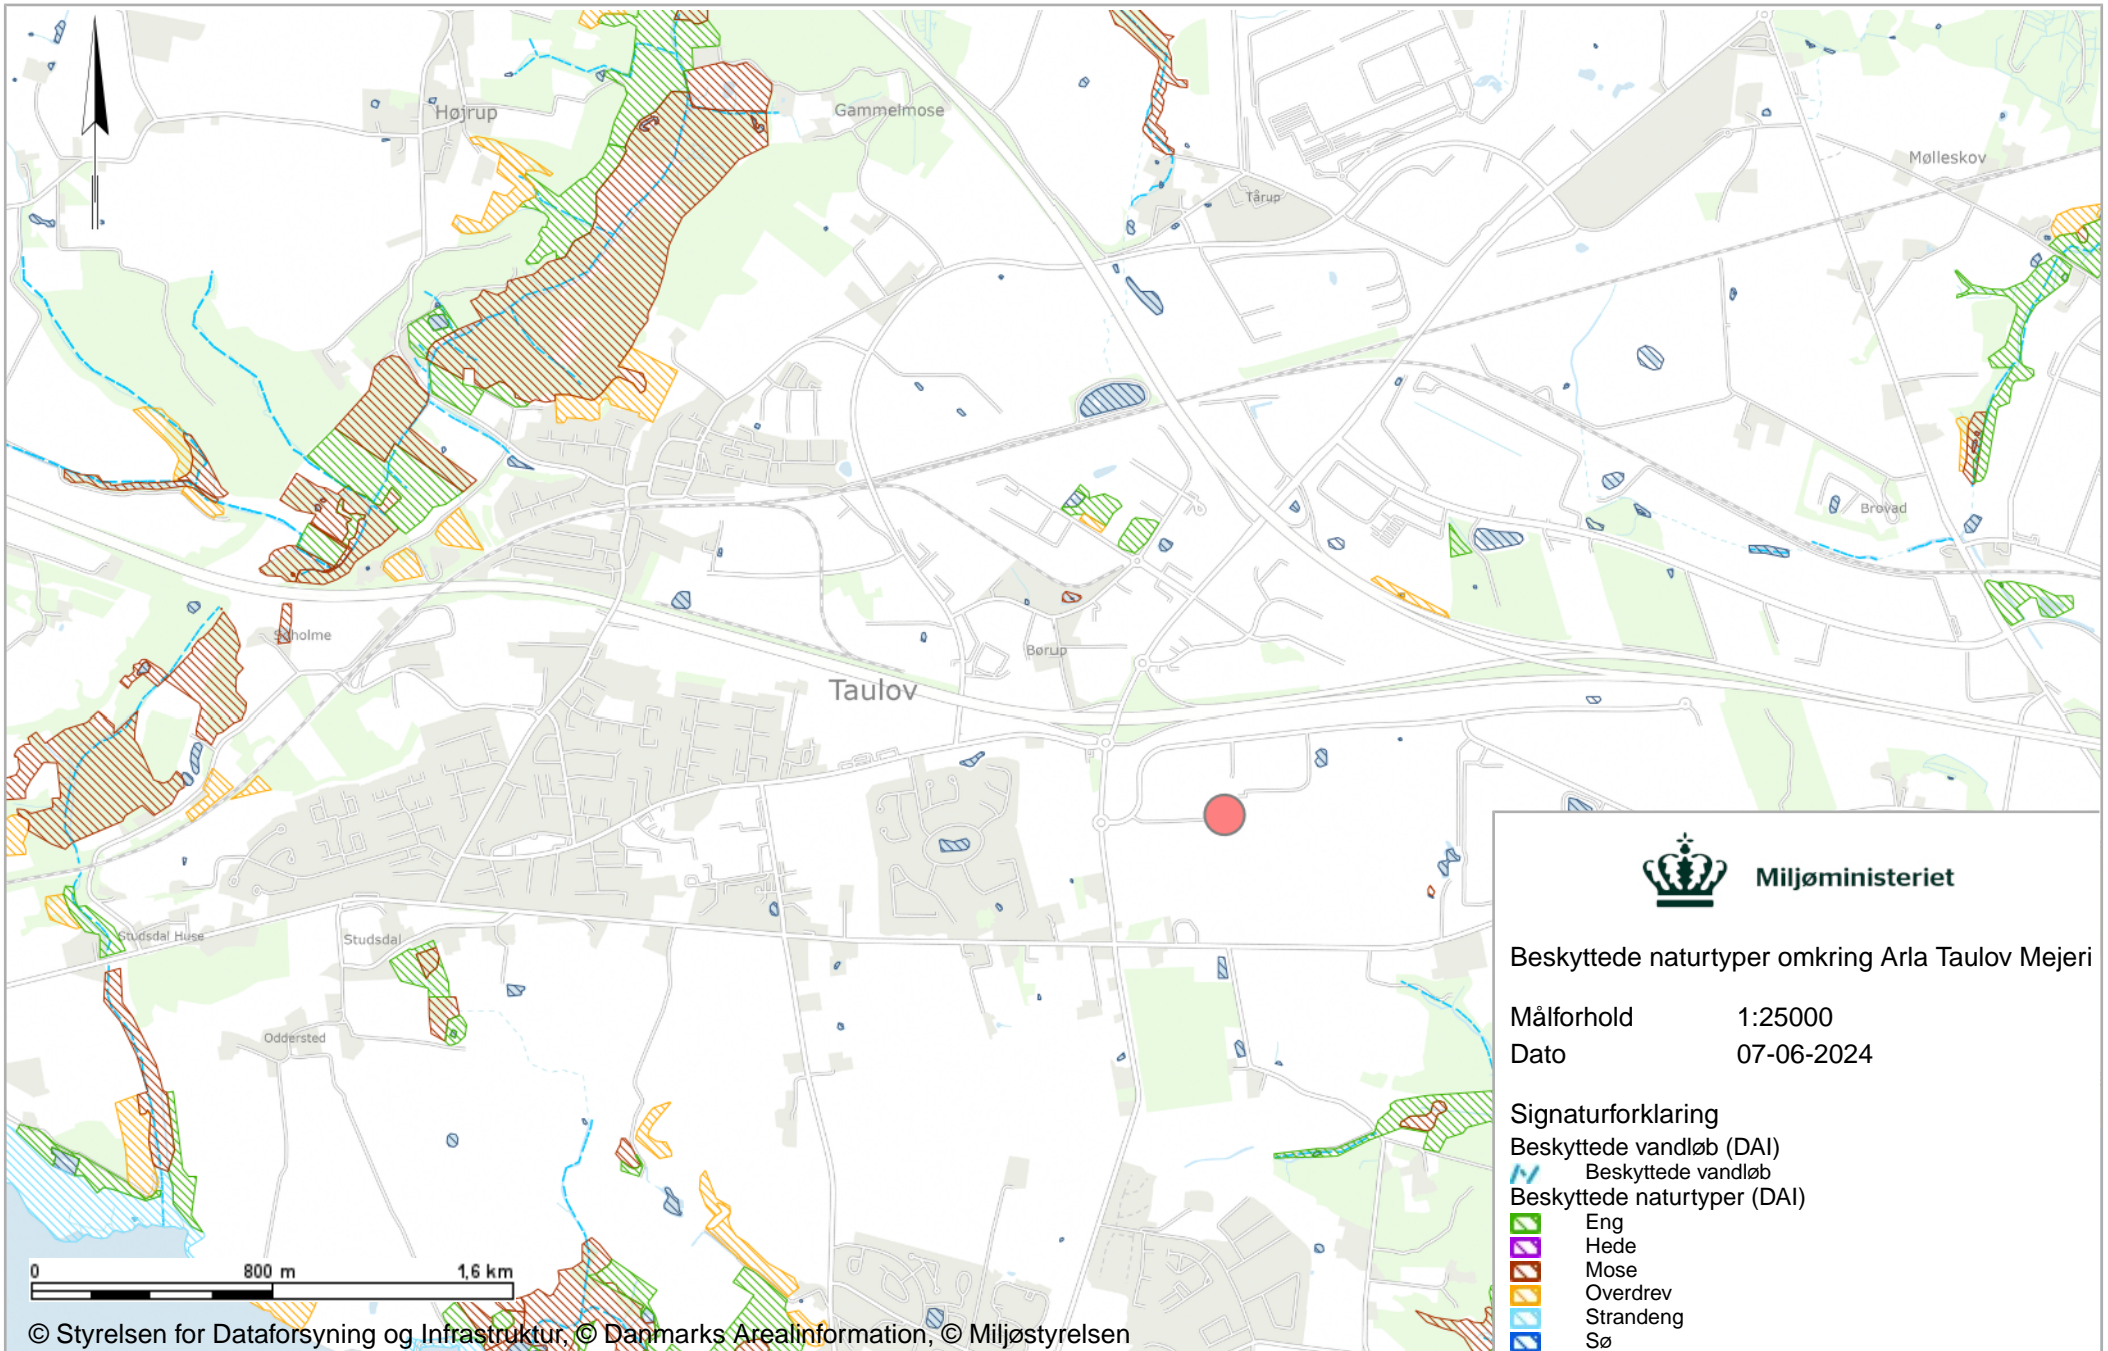 Højrup
Gammelmose
Mølleskov
Tårup
Brovad
Børup
Taulov
Studsdal Huse
Studsdal
Oddersted
Miljøministeriet
Beskyttede naturtyper omkring Arla Taulov Mejeri
Målforhold 1:25000
Dato 07-06-2024
Signaturforklaring
Beskyttede vandløb (DAI)
Beskyttede vandløb
Beskyttede naturtyper (DAI)
Eng
Hede
Mose
Overdrev
Strandeng
Sø
0 800 m 1,6 km
© Styrelsen for Dataforsyning og Infrastruktur, © Danmarks Arealinformation, © Miljøstyrelsen